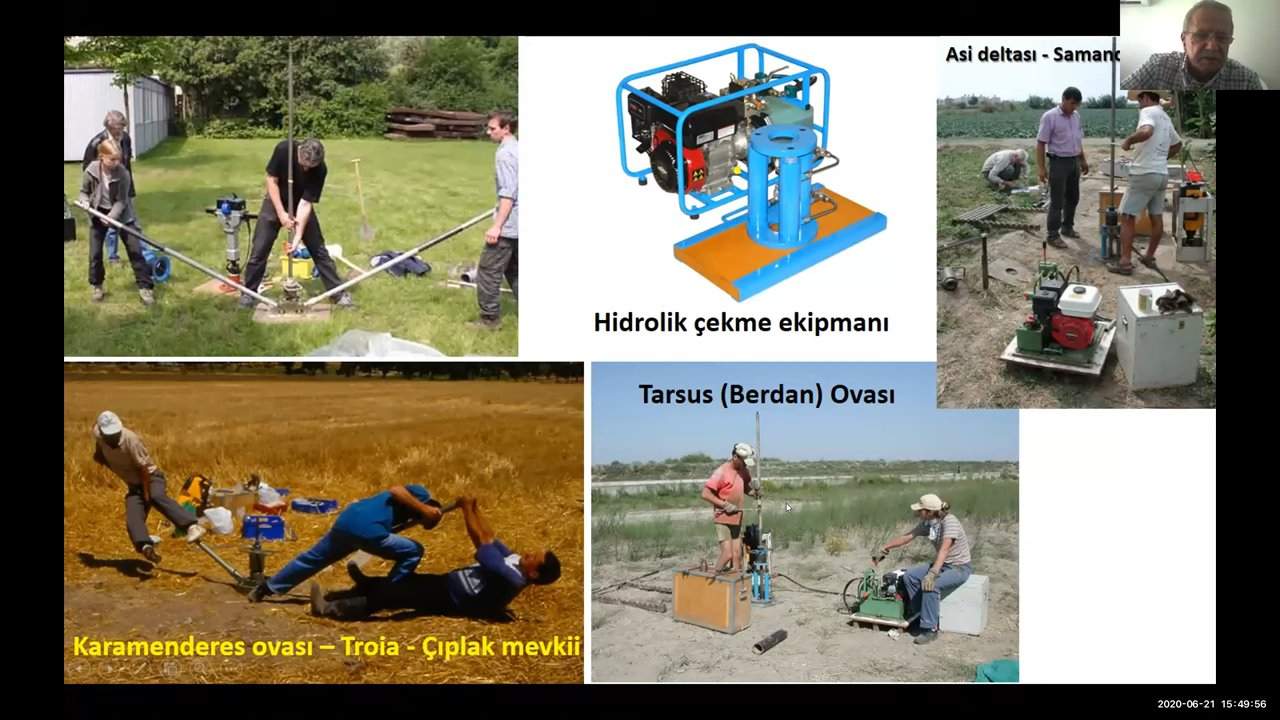 Asi deltası - Samand
Hidrolik çekme ekipmanı
Tarsus (Berdan) Ovası
Karamenderes ovası – Troia - Çıplak mevkii
2020-06-21 15:49:56